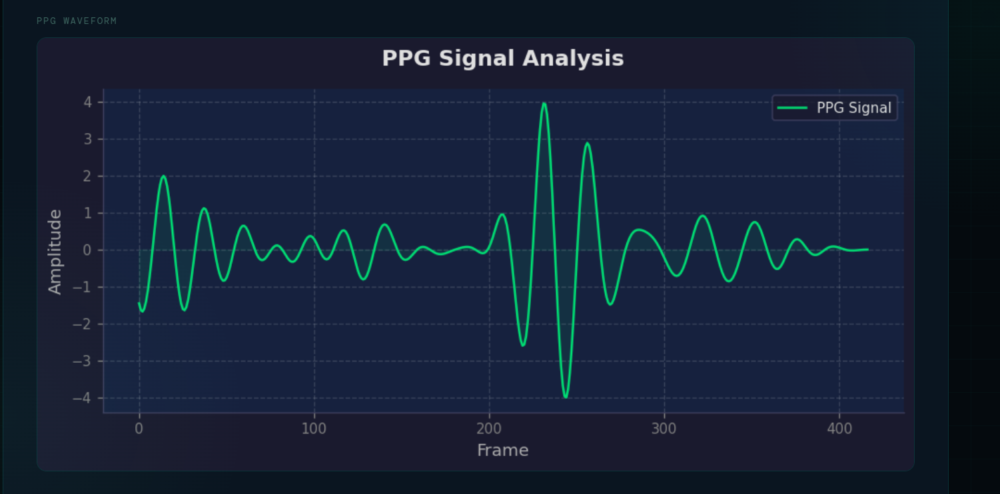 PPG WAVEFORM
PPG Signal Analysis
PPG Signal
4
3
2
1
0
−1
−2
−3
−4
Amplitude
0 100 200 300 400
Frame